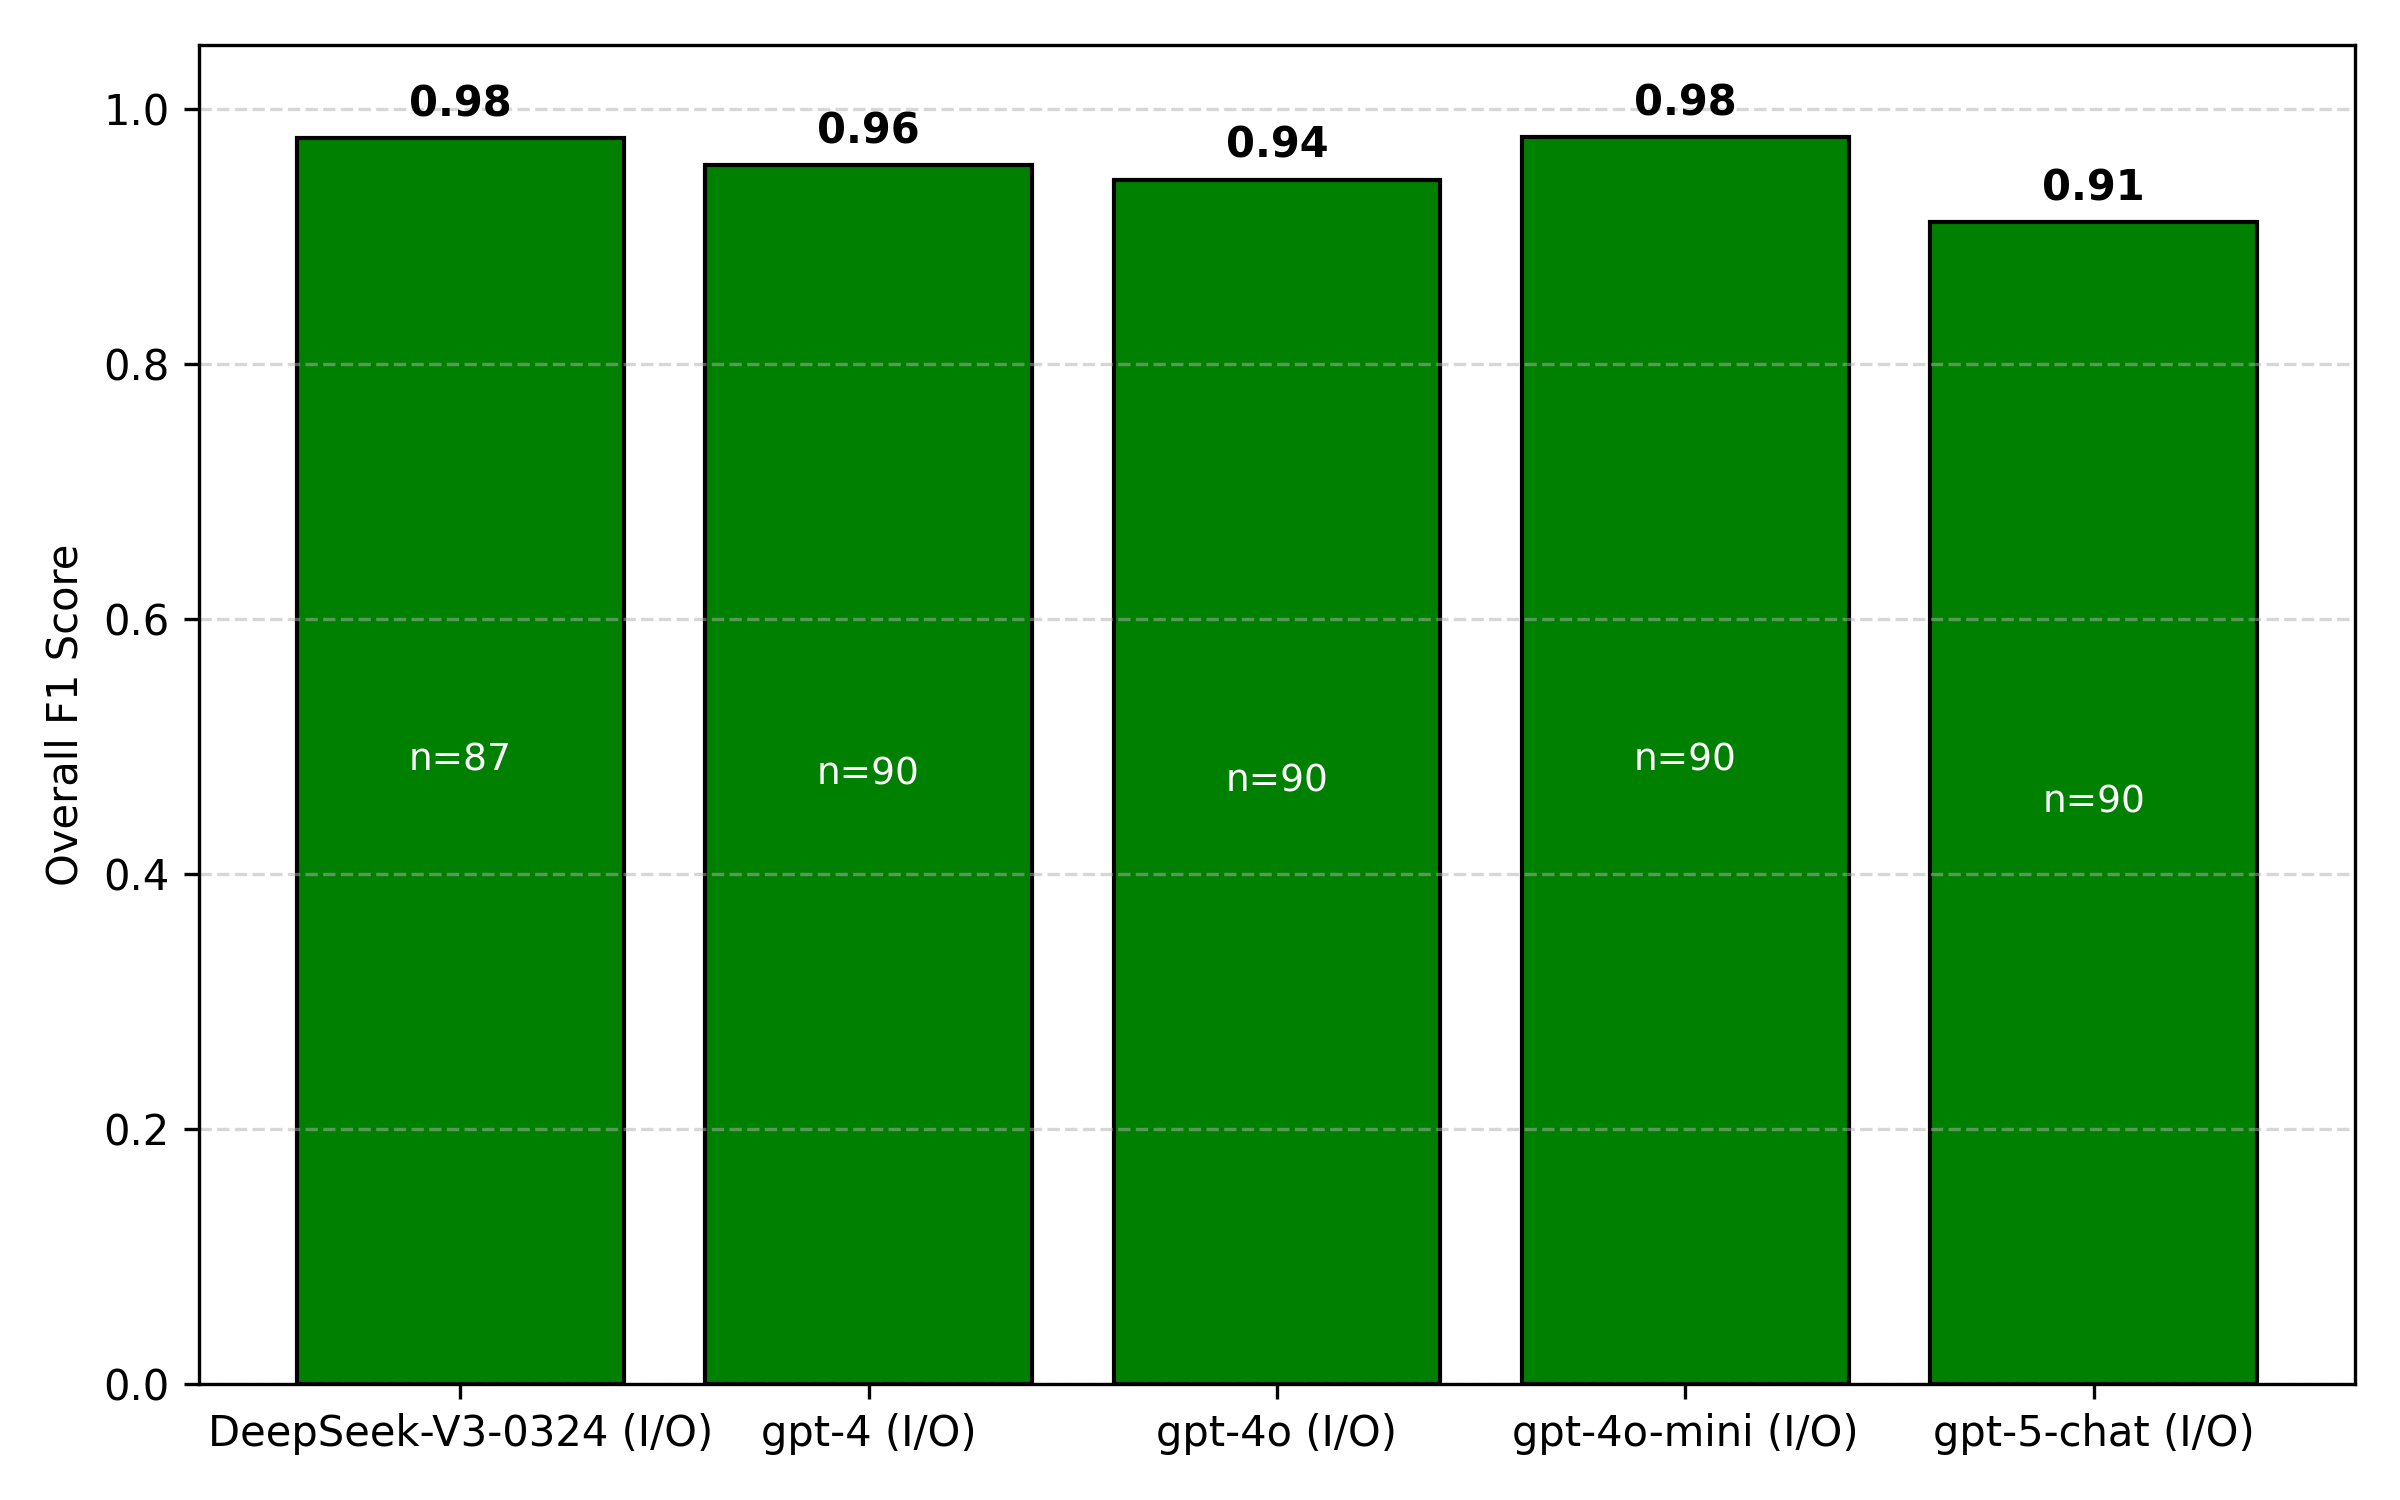 Overall F1 Score
1.0
0.8
0.6
0.4
0.2
0.0
0.98
0.96
0.94
0.98
0.91
n=87
n=90
n=90
n=90
n=90
DeepSeek-V3-0324 (I/O)
gpt-4 (I/O)
gpt-4o (I/O)
gpt-4o-mini (I/O)
gpt-5-chat (I/O)